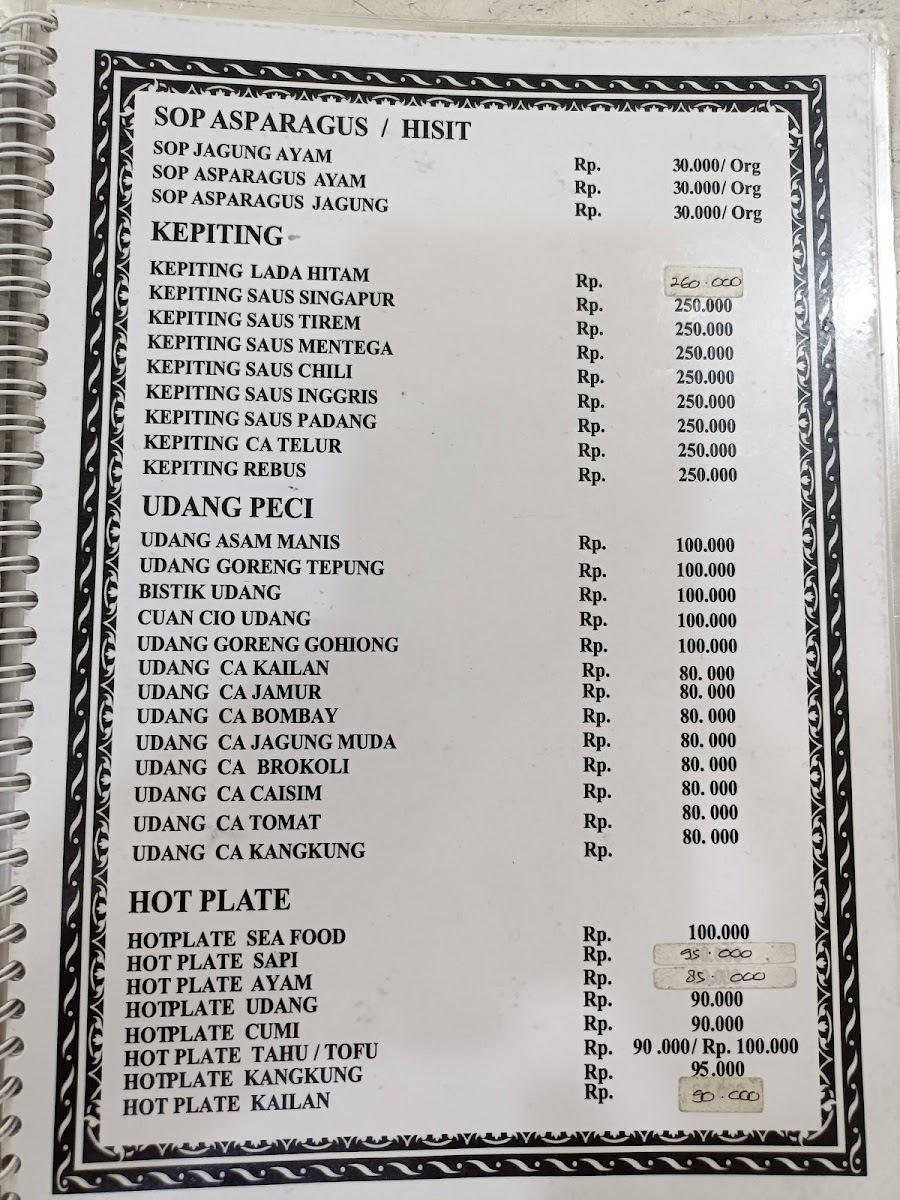 SOP ASPARAGUS / HISIT
SOP JAGUNG AYAM Rp. 30.000/ Org
SOP ASPARAGUS AYAM Rp. 30.000/ Org
SOP ASPARAGUS JAGUNG Rp. 30.000/ Org
KEPITING
KEPITING LADA HITAM Rp. 260.000
KEPITING SAUS SINGAPUR Rp. 250.000
KEPITING SAUS TIREM Rp. 250.000
KEPITING SAUS MENTEGA Rp. 250.000
KEPITING SAUS CHILI Rp. 250.000
KEPITING SAUS INGGRIS Rp. 250.000
KEPITING SAUS PADANG Rp. 250.000
KEPITING CA TELUR Rp. 250.000
KEPITING REBUS Rp. 250.000
UDANG PECI
UDANG ASAM MANIS Rp. 100.000
UDANG GORENG TEPUNG Rp. 100.000
BISTIK UDANG Rp. 100.000
CUAN CIO UDANG Rp. 100.000
UDANG GORENG GOHIONG Rp. 100.000
UDANG CA KAILAN Rp. 80. 000
UDANG CA JAMUR Rp. 80. 000
UDANG CA BOMBAY Rp. 80. 000
UDANG CA JAGUNG MUDA Rp. 80. 000
UDANG CA BROKOLI Rp. 80. 000
UDANG CA CAISIM Rp. 80. 000
UDANG CA TOMAT Rp. 80. 000
UDANG CA KANGKUNG Rp. 80. 000
HOT PLATE
HOTPLATE SEA FOOD Rp. 100.000
HOT PLATE SAPI Rp. 95.000
HOT PLATE AYAM Rp. 85.000
HOTPLATE UDANG Rp. 90.000
HOTPLATE CUMI Rp. 90.000
HOT PLATE TAHU / TOFU Rp. 90 .000/ Rp. 100.000
HOTPLATE KANGKUNG Rp. 95.000
HOT PLATE KAILAN Rp. 90.000